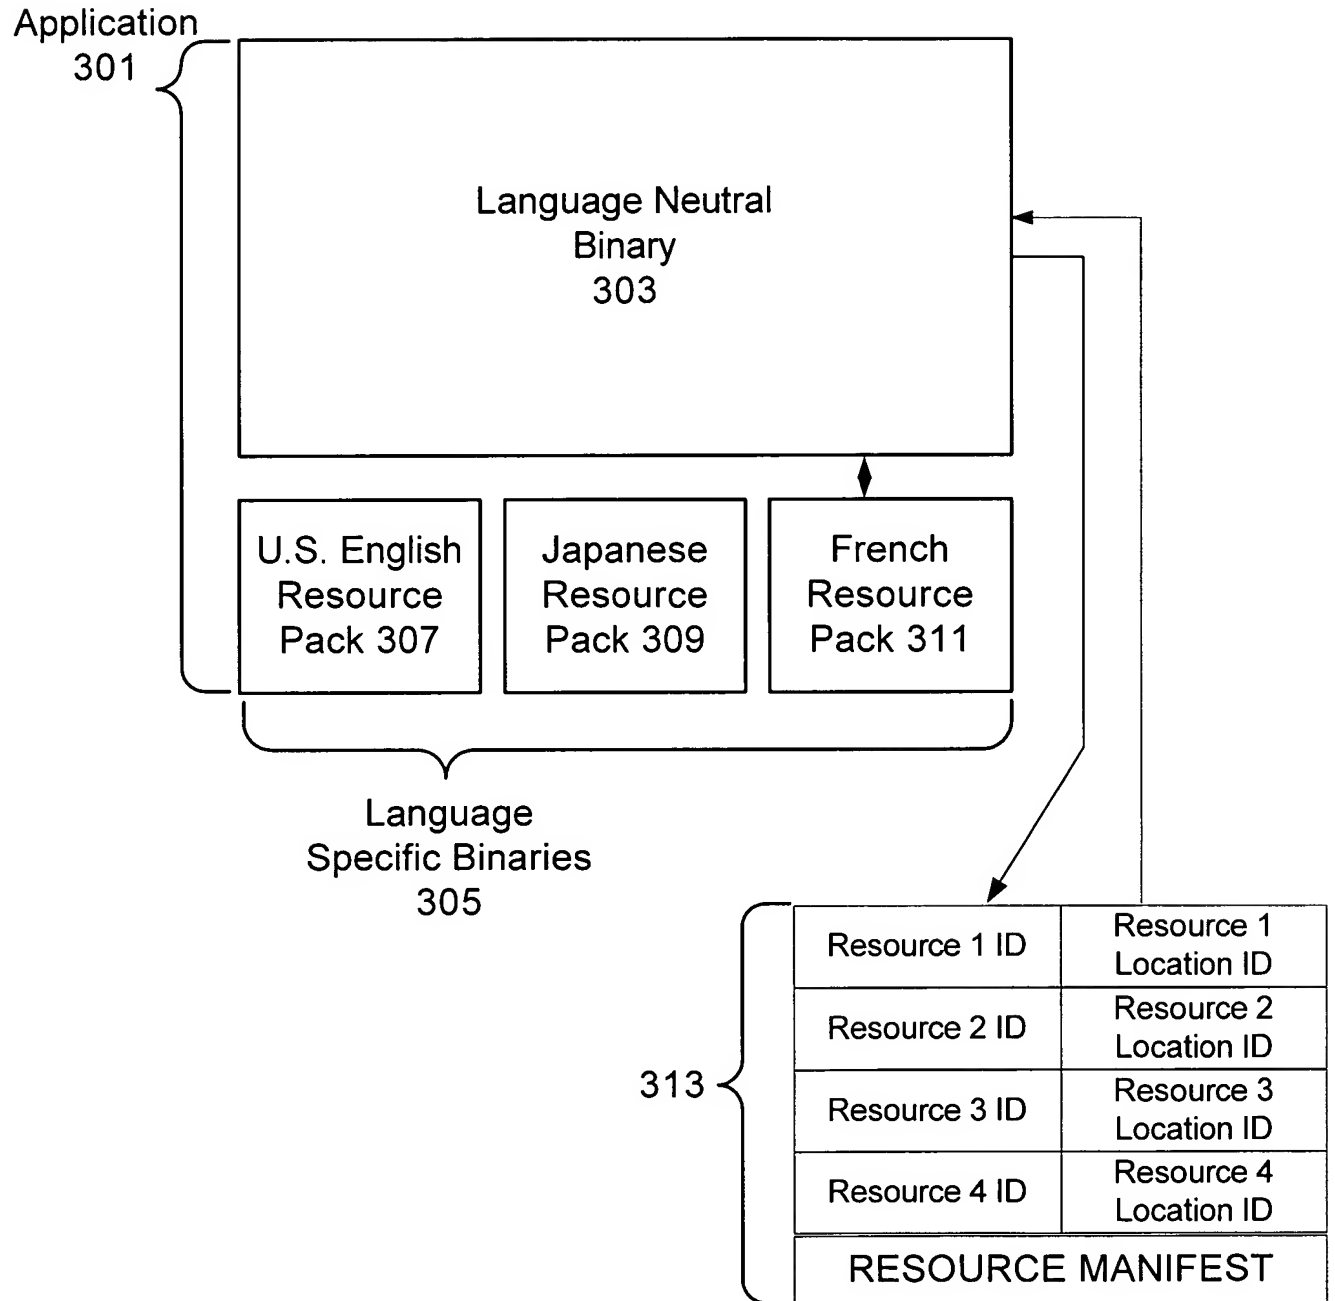 Application
301
Language Neutral
Binary
303
U.S. English
Resource
Pack 307
Japanese
Resource
Pack 309
French
Resource
Pack 311
Language
Specific Binaries
305
313
Resource 1 ID
Resource 1
Location ID
Resource 2 ID
Resource 2
Location ID
Resource 3 ID
Resource 3
Location ID
Resource 4 ID
Resource 4
Location ID
RESOURCE MANIFEST